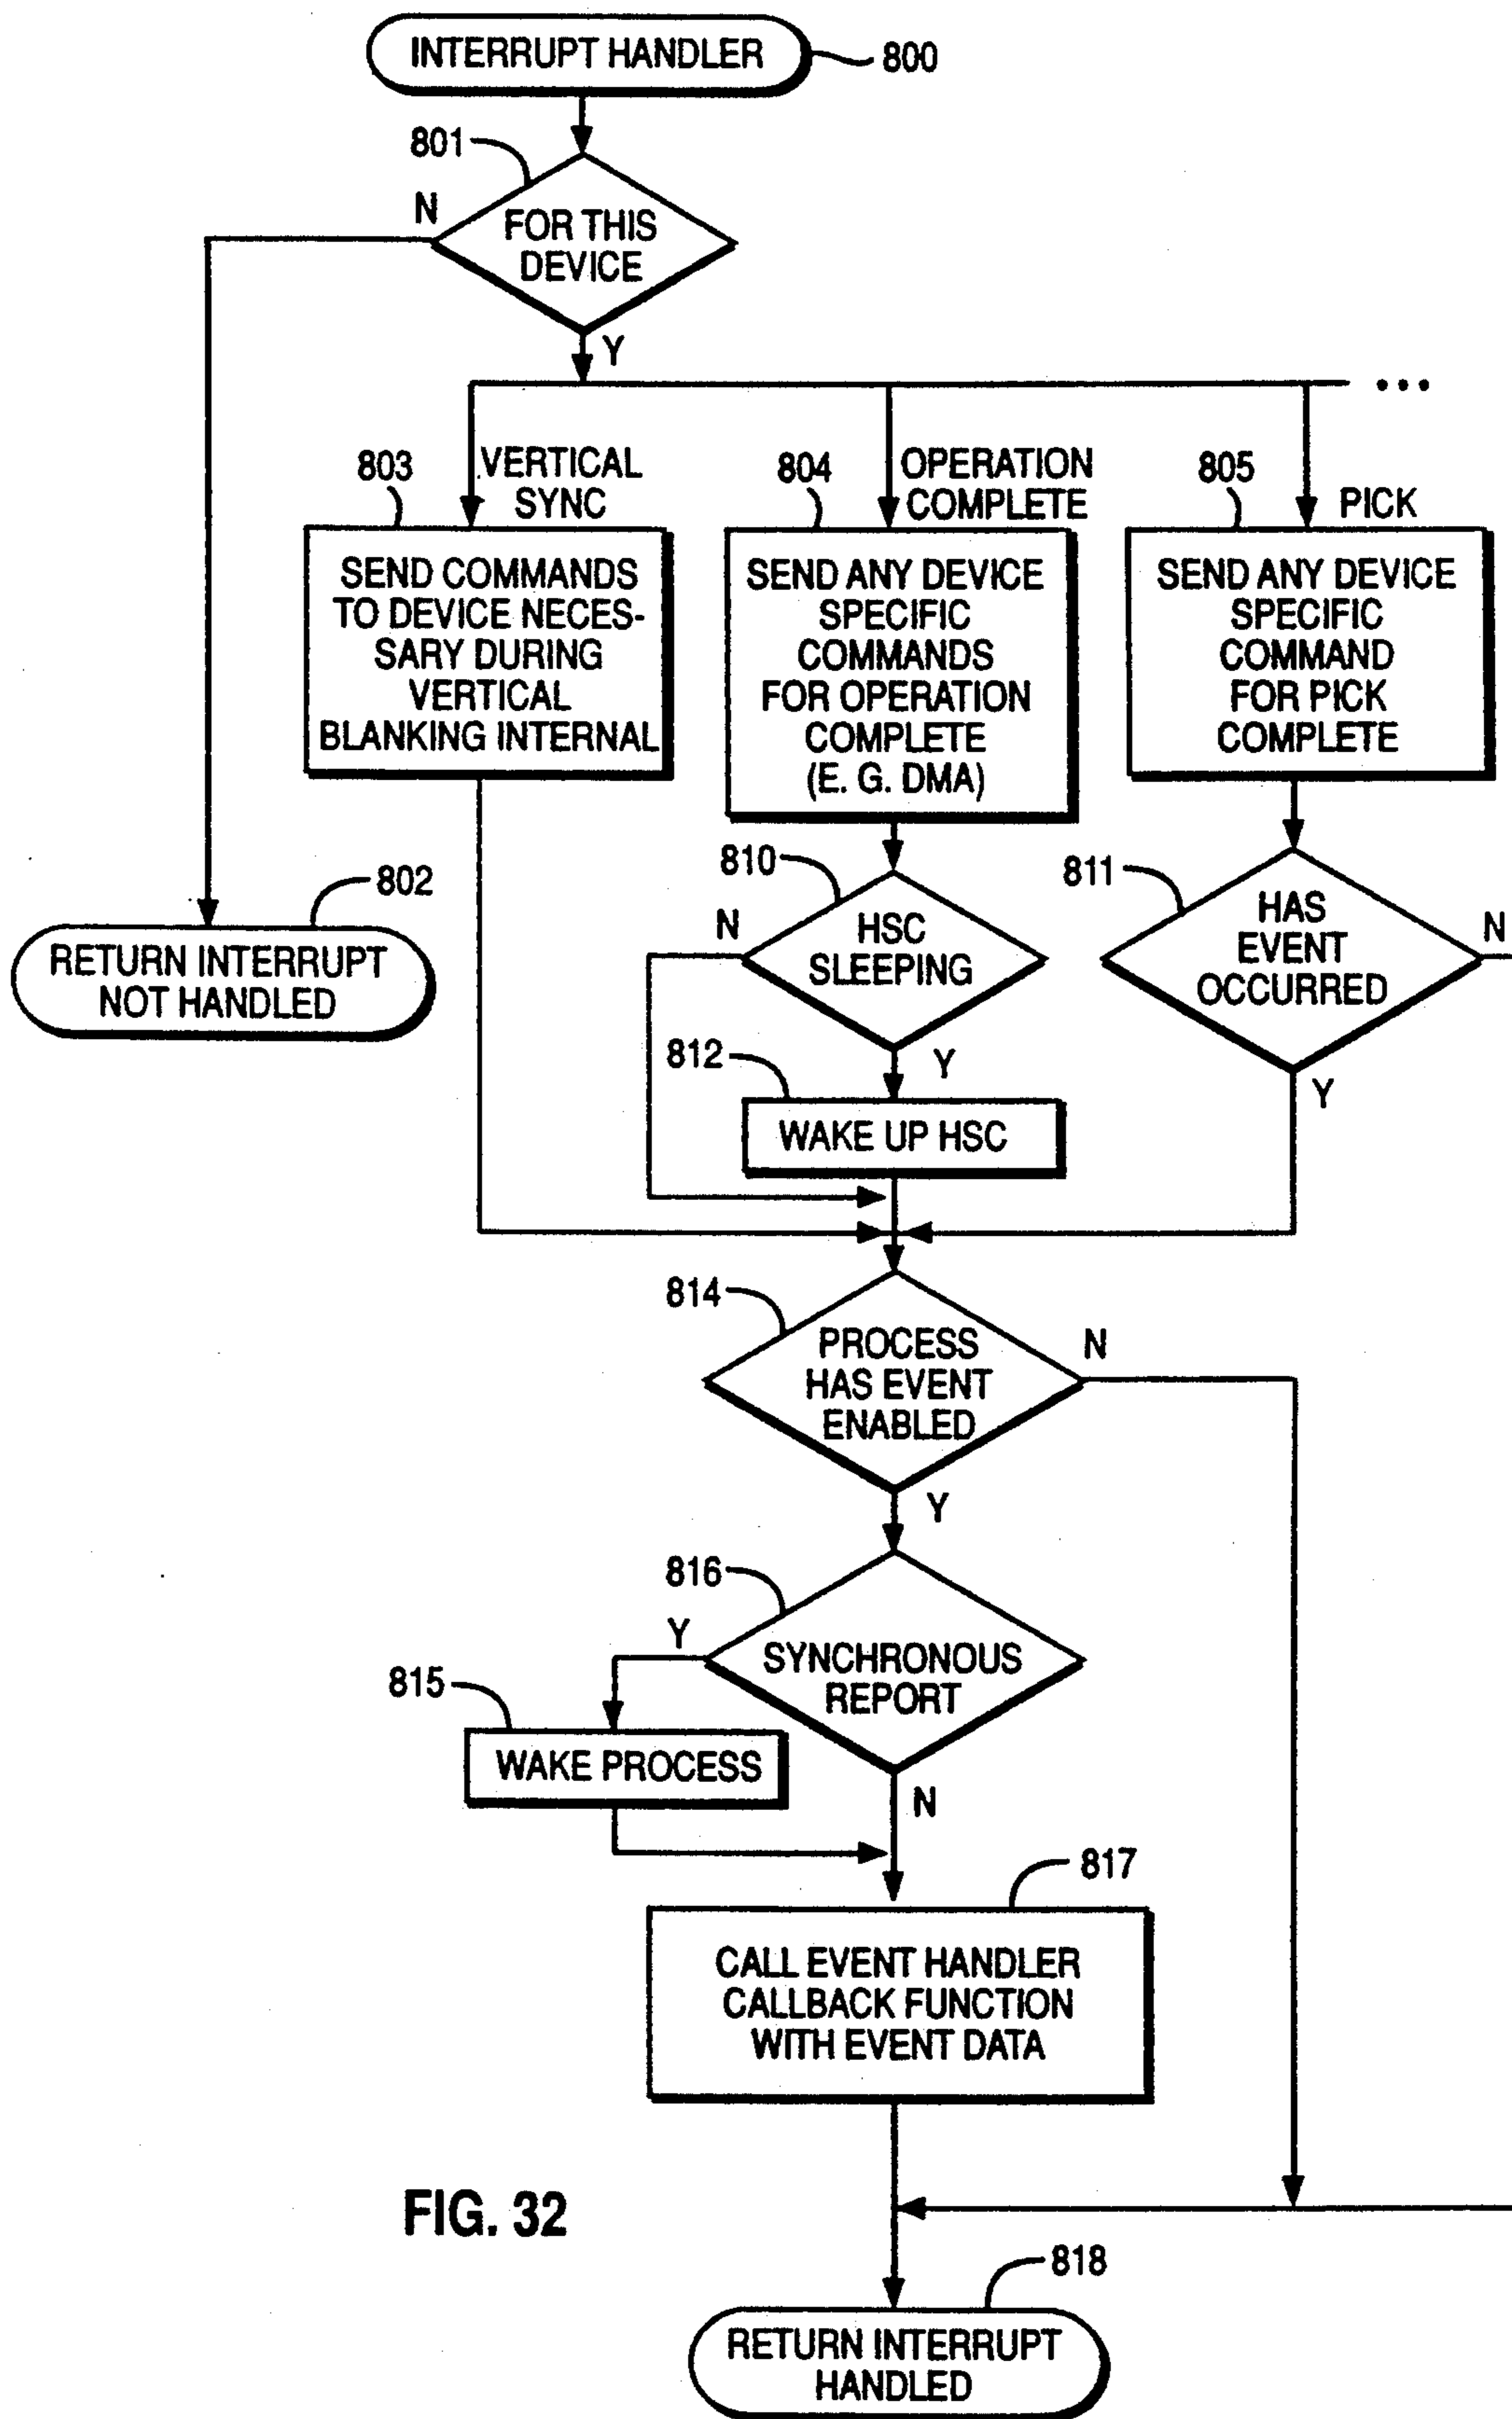 INTERRUPT HANDLER
800
801
N
FOR THIS
DEVICE
Y
...
803
VERTICAL
SYNC
804
OPERATION
COMPLETE
805
PICK
SEND COMMANDS
TO DEVICE NECES-
SARY DURING
VERTICAL
BLANKING INTERNAL
SEND ANY DEVICE
SPECIFIC
COMMANDS
FOR OPERATION
COMPLETE
(E. G. DMA)
SEND ANY DEVICE
SPECIFIC
COMMAND
FOR PICK
COMPLETE
802
RETURN INTERRUPT
NOT HANDLED
810
N
HSC
SLEEPING
Y
811
HAS
EVENT
OCCURRED
N
Y
812
WAKE UP HSC
814
PROCESS
HAS EVENT
ENABLED
N
Y
816
Y
SYNCHRONOUS
REPORT
N
815
WAKE PROCESS
817
CALL EVENT HANDLER
CALLBACK FUNCTION
WITH EVENT DATA
FIG. 32
818
RETURN INTERRUPT
HANDLED